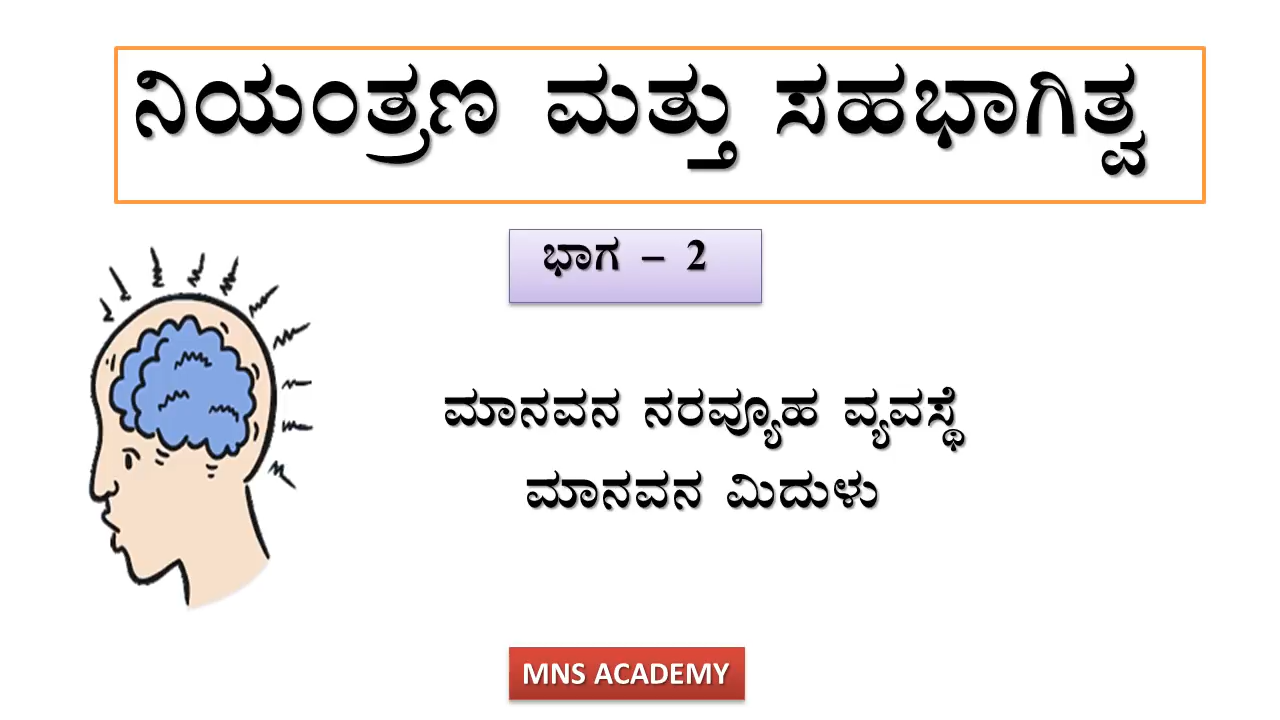 ನಿಯಂತ್ರಣ ಮತ್ತು ಸಹಭಾಗಿತ್ವ
ಭಾಗ – 2
ಮಾನವನ ನರವ್ಯೂಹ ವ್ಯವಸ್ಥೆ
ಮಾನವನ ಮಿದುಳು
MNS ACADEMY